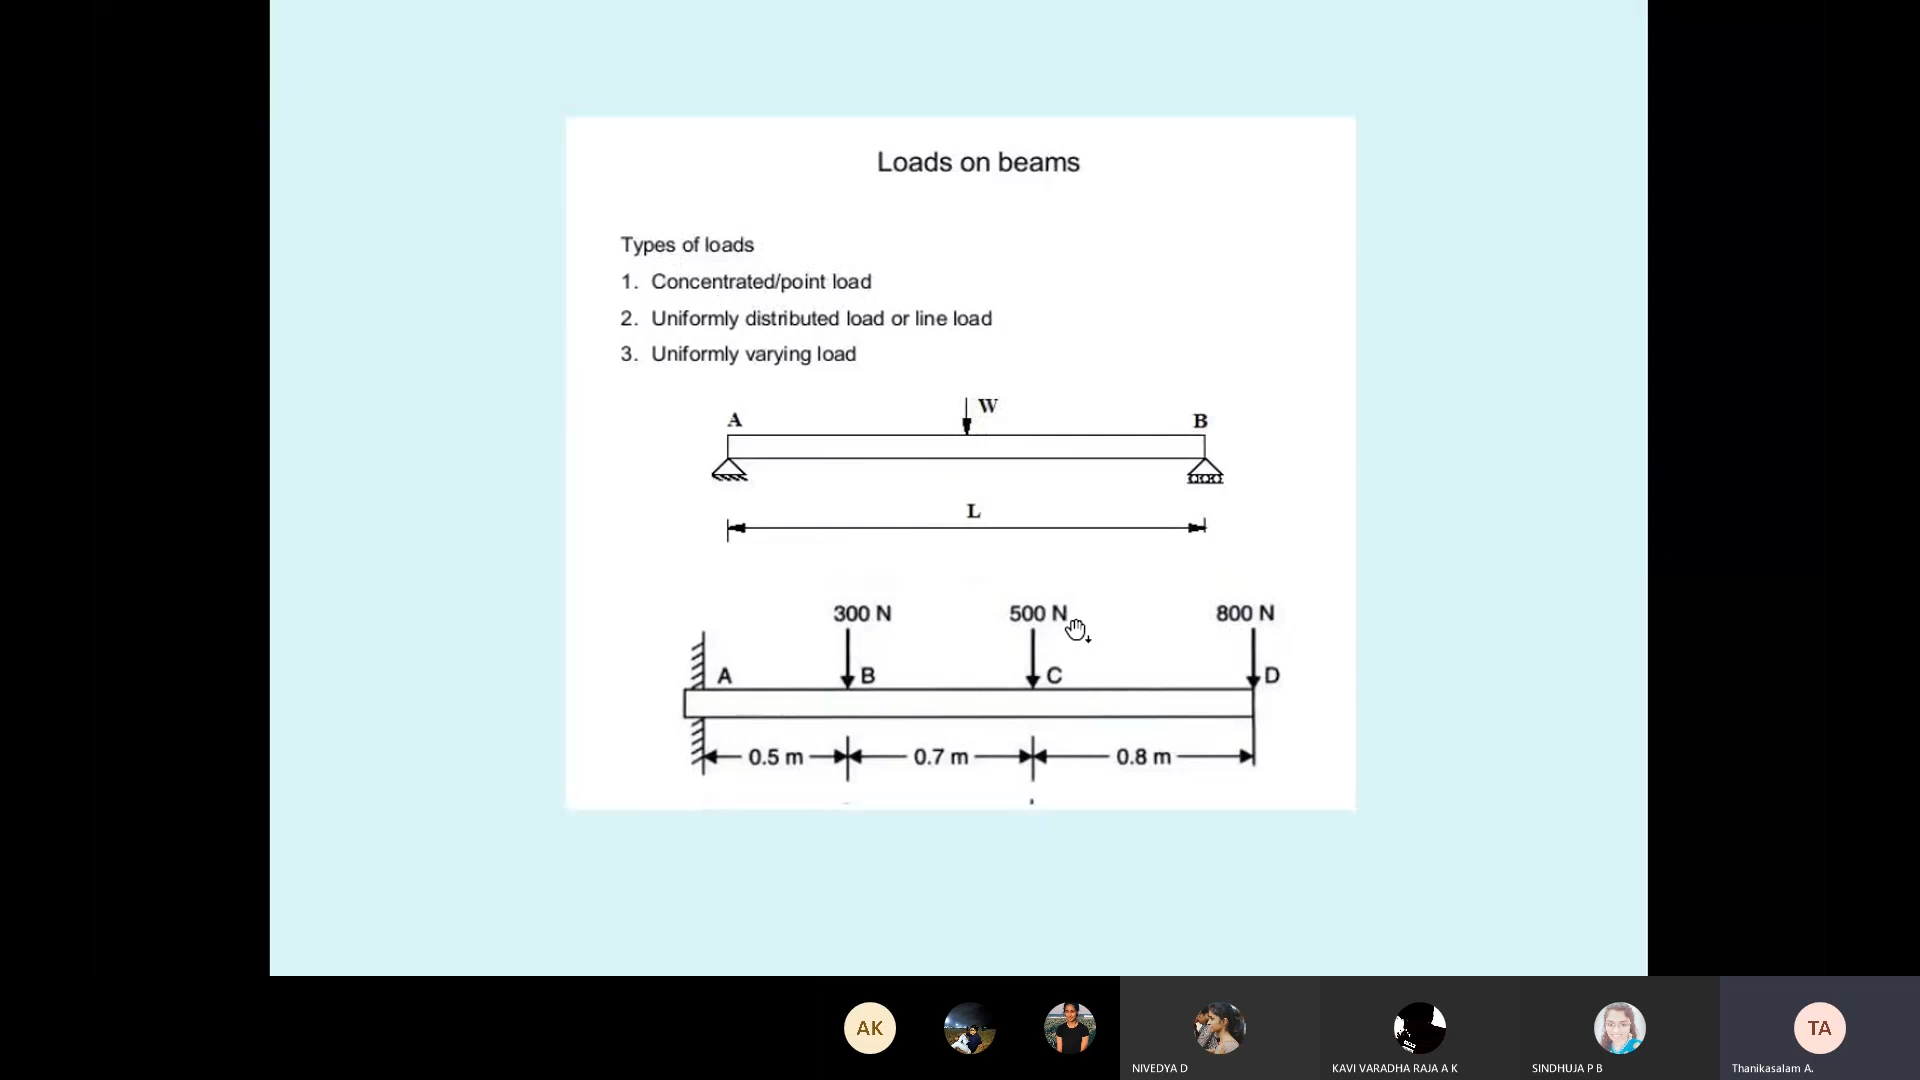 Loads on beams
Types of loads
1. Concentrated/point load
2. Uniformly distributed load or line load
3. Uniformly varying load
W
A B
L
300 N 500 N 800 N
A B C D
0.5 m 0.7 m 0.8 m
AK TA
NIVEDYA D KAVI VARADHA RAJA A K SINDHUJA P B Thanikasalam A.